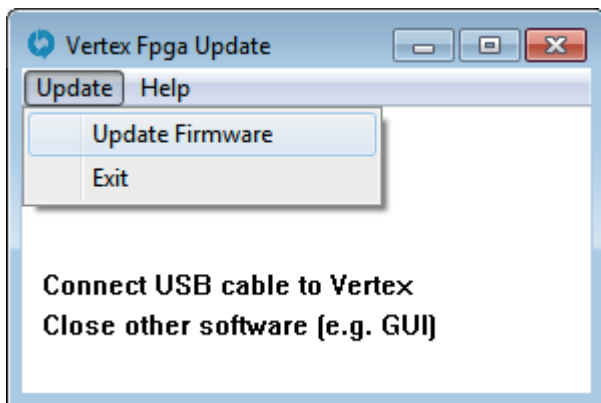 Vertex Fpga Update
Update Help
Update Firmware
Exit
Connect USB cable to Vertex
Close other software (e.g. GUI)